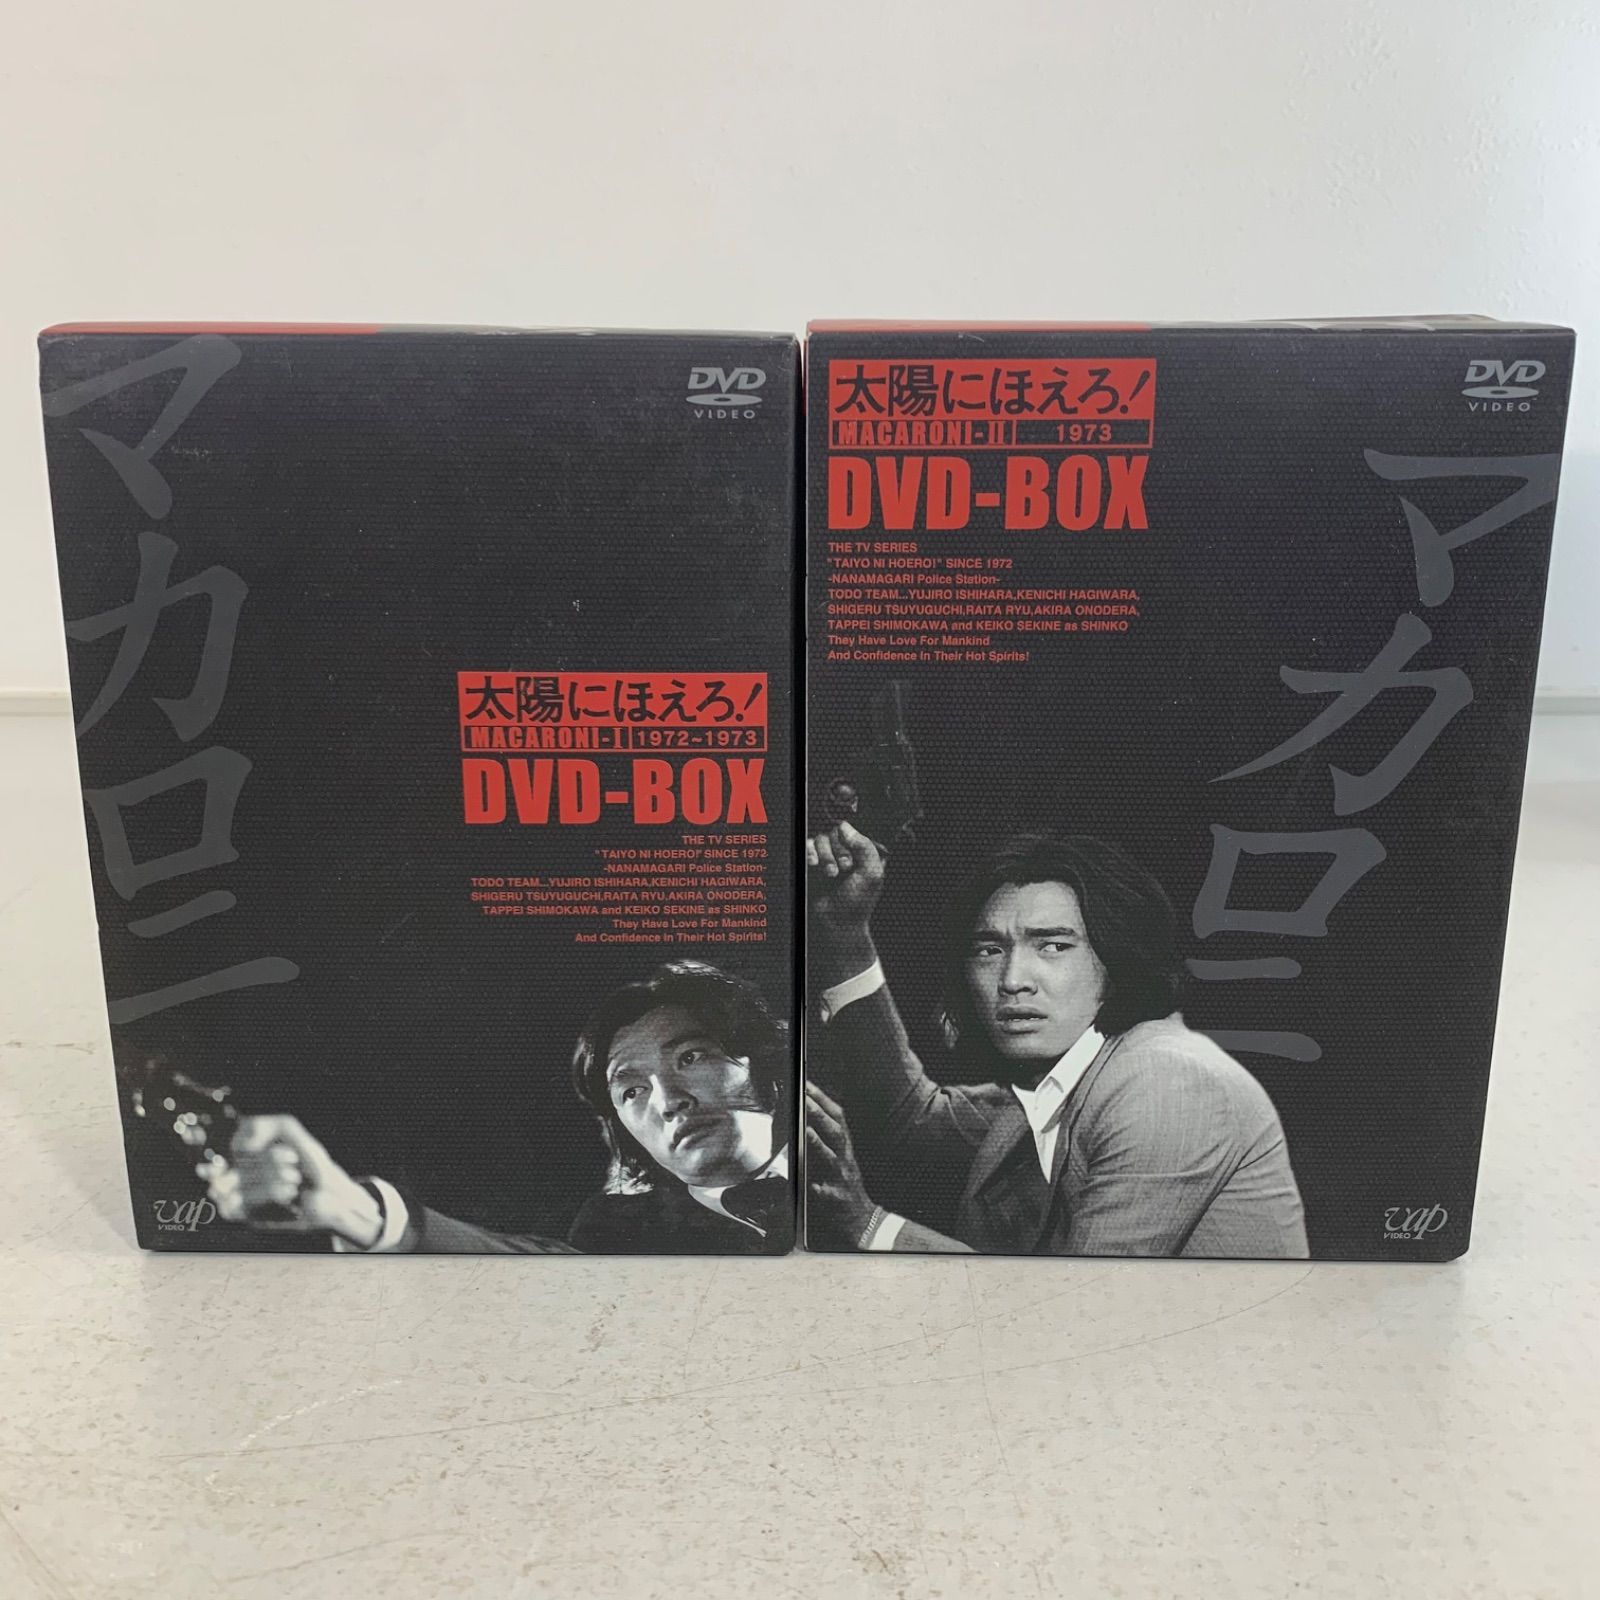 マカロニ
DVD
VIDEO
太陽にほえろ!
MACARONI-I 1972~1973
DVD-BOX
THE TV SERIES
"TAIYO NI HOERO!" SINCE 1972
-NANAMAGARI Police Station-
TODO TEAM...YUJIRO ISHIHARA,KENICHI HAGIWARA,
SHIGERU TSUYUGUCHI,RAITA RYU,AKIRA ONODERA,
TAPPEI SHIMOKAWA and KEIKO SEKINE as SHINKO
They Have Love For Mankind
And Confidence In Their Hot Spirits!
vap
VIDEO
太陽にほえろ!
MACARONI-II 1973
DVD-BOX
DVD
VIDEO
THE TV SERIES
"TAIYO NI HOERO!" SINCE 1972
-NANAMAGARI Police Station-
TODO TEAM...YUJIRO ISHIHARA,KENICHI HAGIWARA,
SHIGERU TSUYUGUCHI,RAITA RYU,AKIRA ONODERA,
TAPPEI SHIMOKAWA and KEIKO SEKINE as SHINKO
They Have Love For Mankind
And Confidence In Their Hot Spirits!
マカロニ
vap
VIDEO